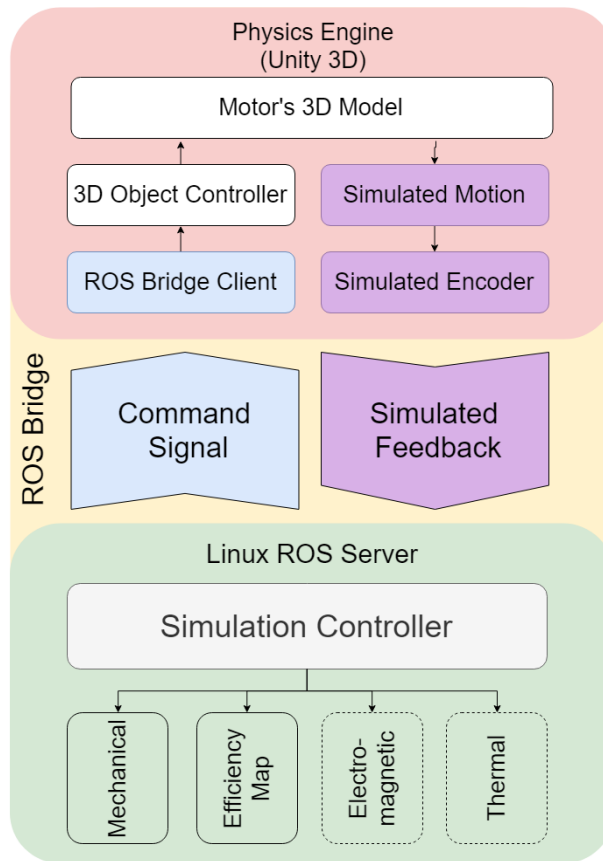 Physics Engine
(Unity 3D)
Motor's 3D Model
3D Object Controller
Simulated Motion
ROS Bridge Client
Simulated Encoder
ROS Bridge
Command
Signal
Simulated
Feedback
Linux ROS Server
Simulation Controller
Mechanical
Efficiency
Map
Electro-
magnetic
Thermal